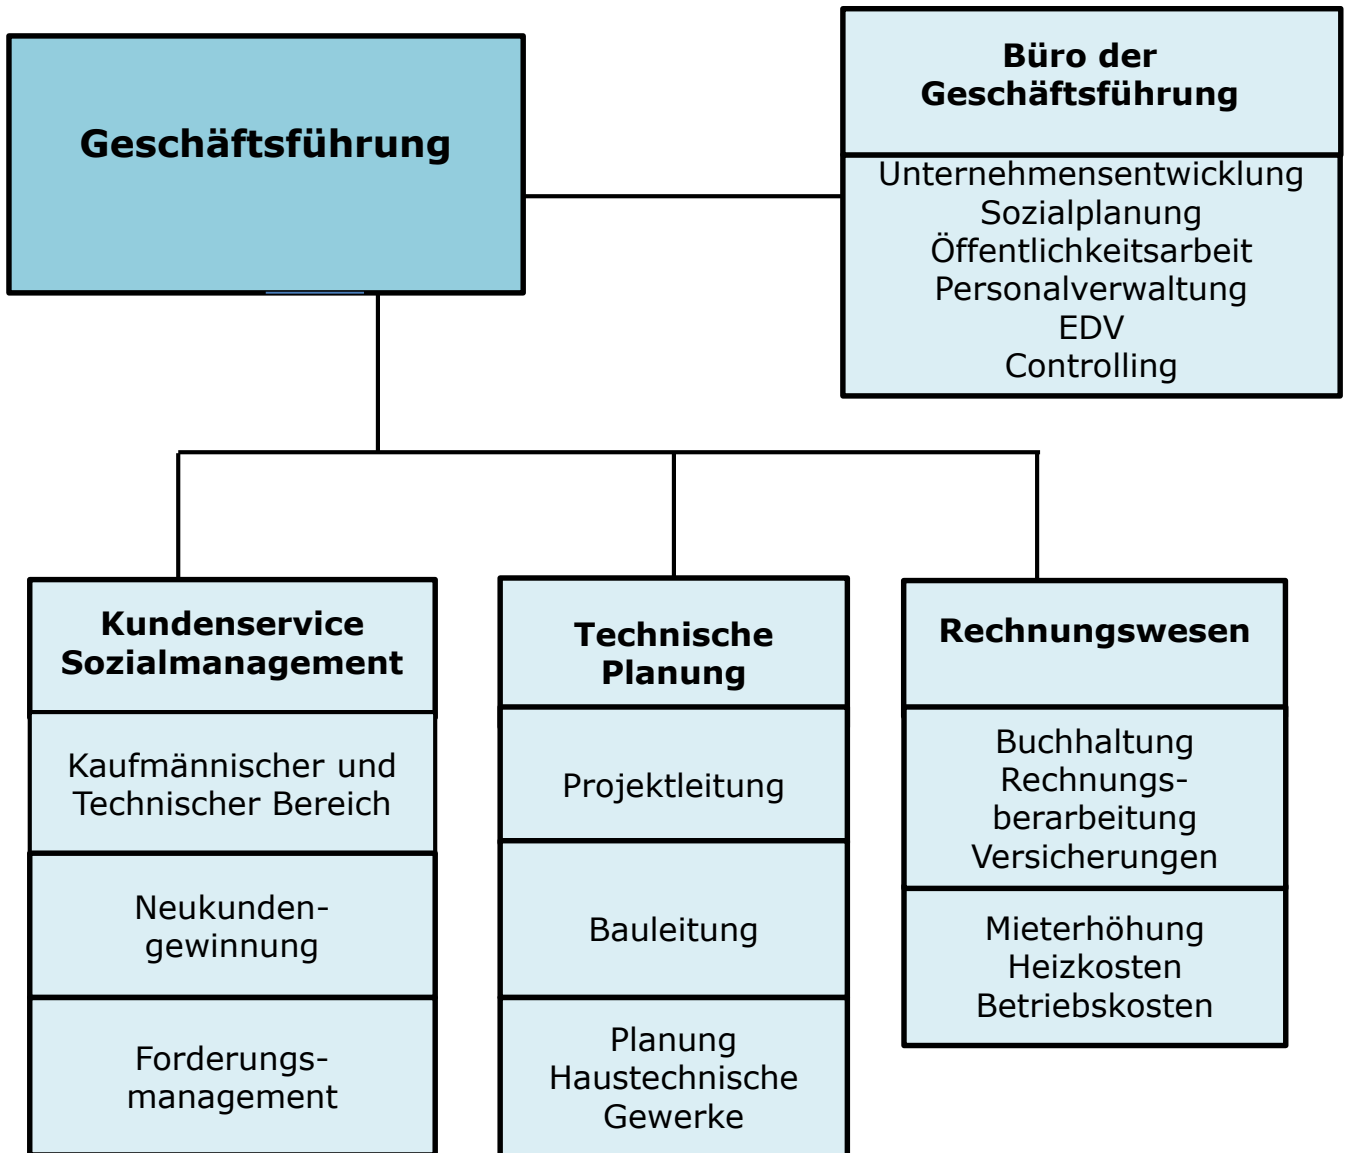 Geschäftsführung
Büro der
Geschäftsführung
Unternehmensentwicklung
Sozialplanung
Öffentlichkeitsarbeit
Personalverwaltung
EDV
Controlling
Kundenservice
Sozialmanagement
Kaufmännischer und
Technischer Bereich
Neukunden-
gewinnung
Forderungs-
management
Technische
Planung
Projektleitung
Bauleitung
Planung
Haustechnische
Gewerke
Rechnungswesen
Buchhaltung
Rechnungs-
berarbeitung
Versicherungen
Mieterhöhung
Heizkosten
Betriebskosten